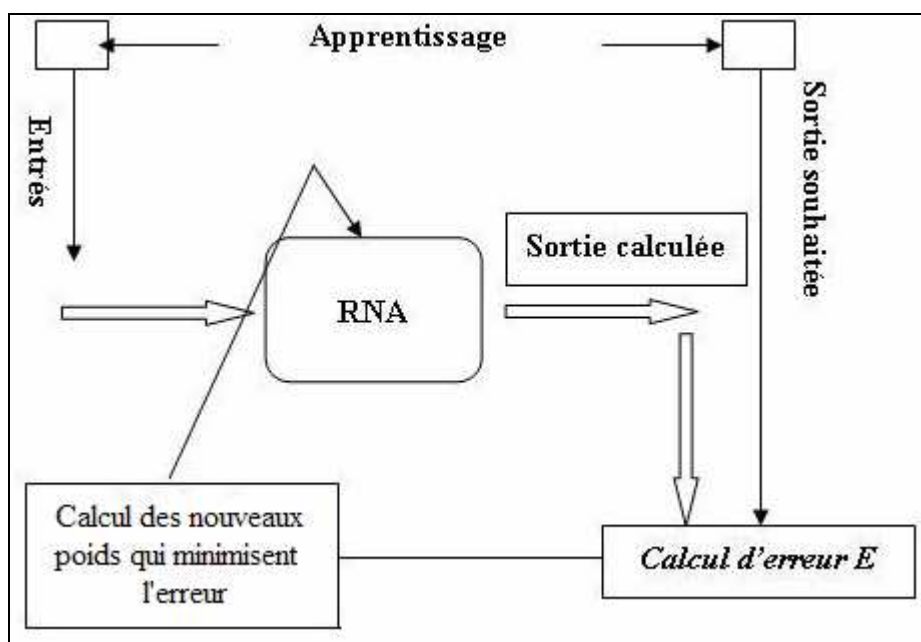 Apprentissage
Entrés
Sortie souhaitée
Sortie calculée
RNA
Calcul des nouveaux
poids qui minimisent
l'erreur
Calcul d'erreur E